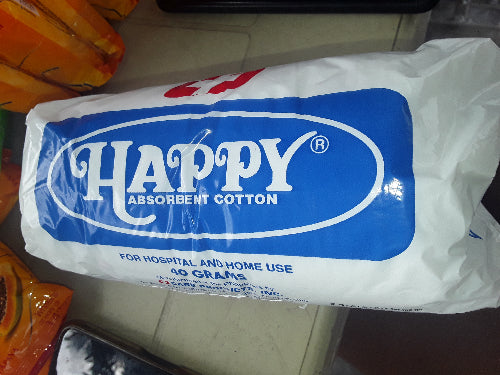 HAPPY®
ABSORBENT COTTON
FOR HOSPITAL AND HOME USE
40 GRAMS